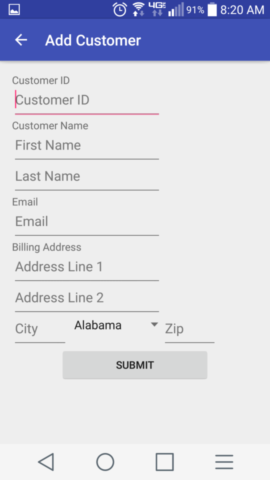 4G 91% 8:20 AM
Add Customer
Customer ID
Customer ID
Customer Name
First Name
Last Name
Email
Email
Billing Address
Address Line 1
Address Line 2
City Alabama Zip
SUBMIT